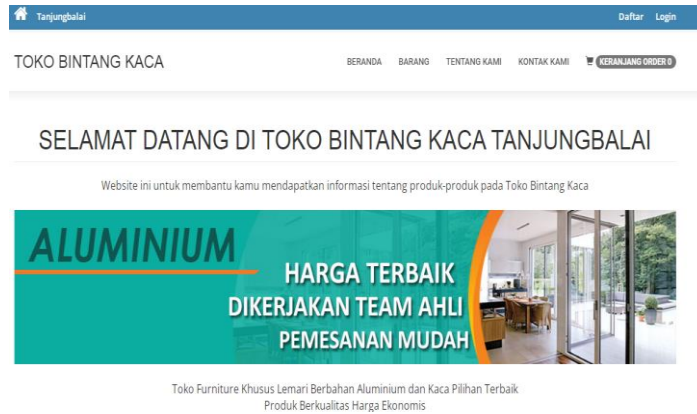 Tanjungbalai Daftar Login
TOKO BINTANG KACA BERANDA BARANG TENTANG KAMI KONTAK KAMI KERANJANG ORDER 0
SELAMAT DATANG DI TOKO BINTANG KACA TANJUNGBALAI
Website ini untuk membantu kamu mendapatkan informasi tentang produk-produk pada Toko Bintang Kaca
ALUMINIUM
HARGA TERBAIK
DIKERJAKAN TEAM AHLI
PEMESANAN MUDAH
Toko Furniture Khusus Lemari Berbahan Aluminium dan Kaca Pilihan Terbaik
Produk Berkualitas Harga Ekonomis